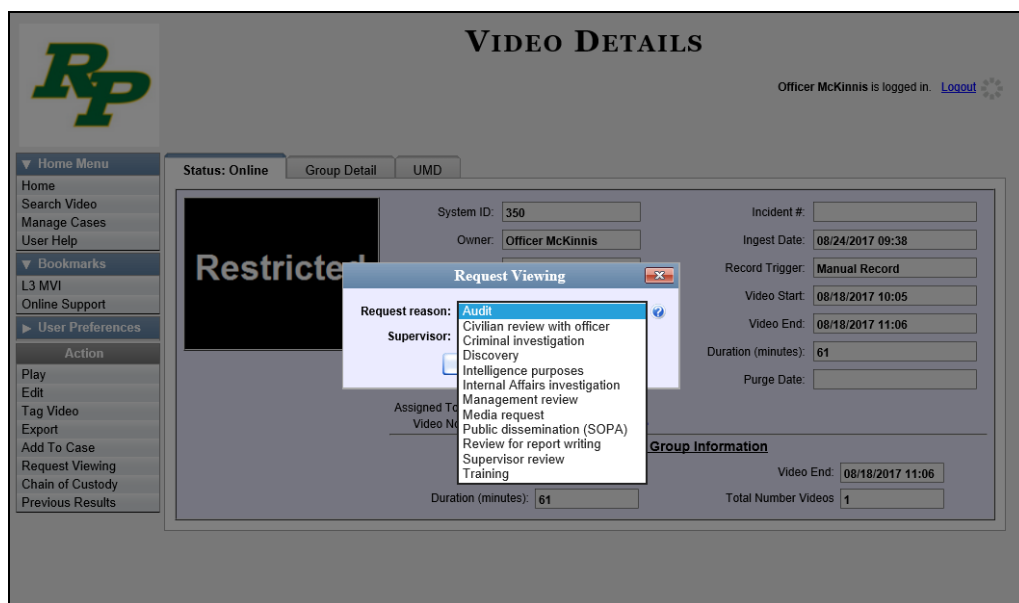 RP
VIDEO DETAILS
Officer McKinnis is logged in. Logout
▼ Home Menu
Home
Search Video
Manage Cases
User Help
▼ Bookmarks
L3 MVI
Online Support
► User Preferences
Action
Play
Edit
Tag Video
Export
Add To Case
Request Viewing
Chain of Custody
Previous Results
Status: Online
Group Detail
UMD
Restricted
System ID: 350
Owner: Officer McKinnis
Incident #:
Ingest Date: 08/24/2017 09:38
Record Trigger: Manual Record
Video Start: 08/18/2017 10:05
Video End: 08/18/2017 11:06
Duration (minutes): 61
Purge Date:
Request Viewing
Request reason:
Supervisor:
Audit
Civilian review with officer
Criminal investigation
Discovery
Intelligence purposes
Internal Affairs investigation
Management review
Media request
Public dissemination (SOPA)
Review for report writing
Supervisor review
Training
Assigned To
Video No
Group Information
Video End: 08/18/2017 11:06
Duration (minutes): 61
Total Number Videos 1